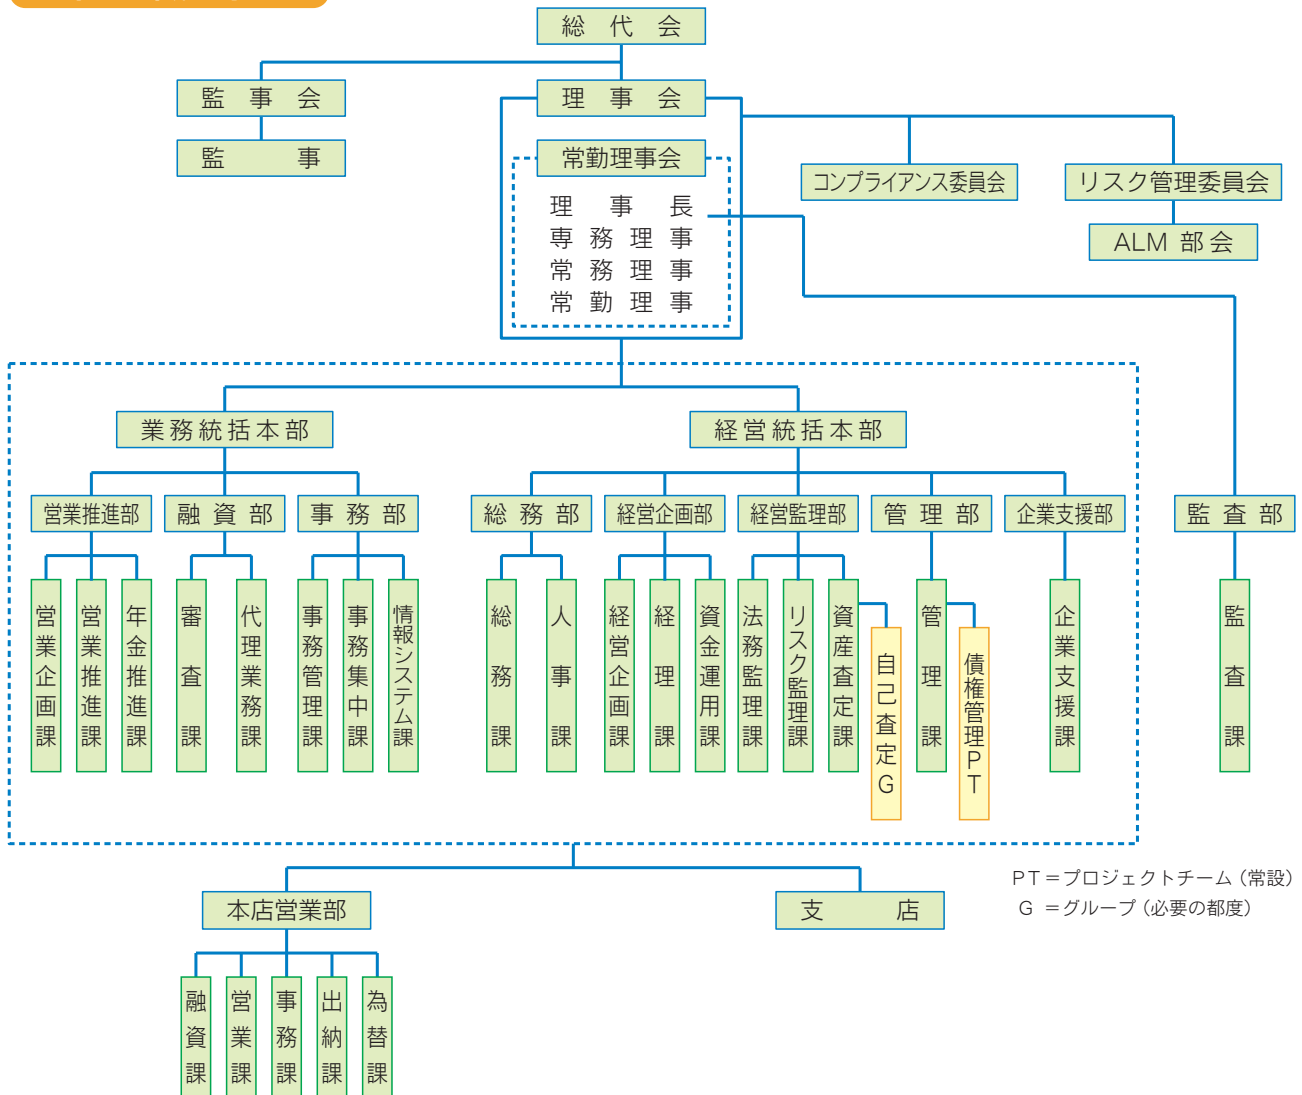 総代会
監事会
理事会
監事
常勤理事会
コンプライアンス委員会
リスク管理委員会
理事長
専務理事
常務理事
常勤理事
ALM 部会
業務統括本部
経営統括本部
営業推進部
融資部
事務部
総務部
経営企画部
経営監理部
管理部
企業支援部
監査部
営業企画課
営業推進課
年金推進課
審査課
代理業務課
事務管理課
事務集中課
情報システム課
総務課
人事課
経営企画課
経理課
資金運用課
法務監理課
リスク監理課
資産査定課
自己査定G
管理課
債権管理PT
企業支援課
監査課
本店営業部
支店
PT=プロジェクトチーム(常設)
G =グループ(必要の都度)
融資課
営業課
事務課
出納課
為替課